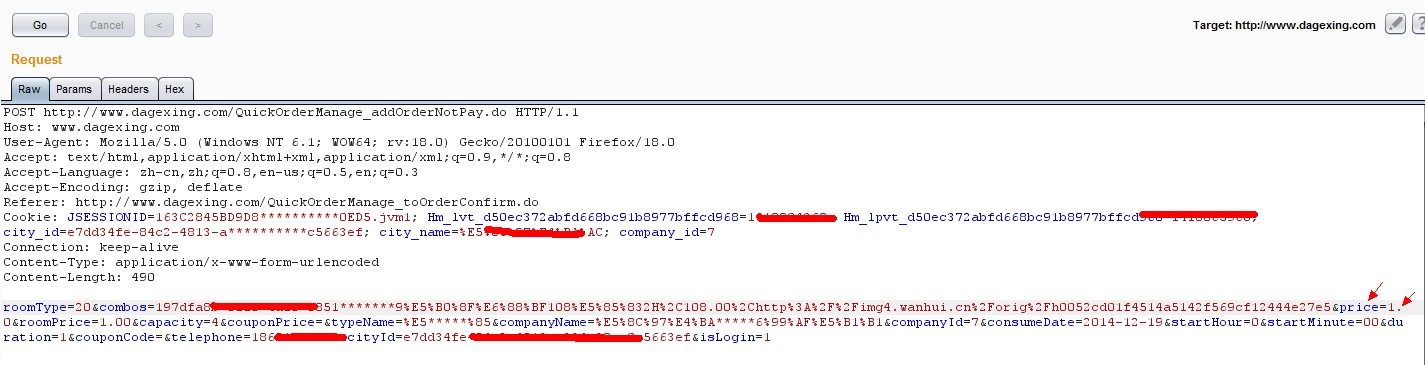 Go Cancel < > Target: http://www.dagexing.com ?
Request
Raw Params Headers Hex
POST http://www.dagexing.com/QuickOrderManage_addOrderNotPay.do HTTP/1.1
Host: www.dagexing.com
User-Agent: Mozilla/5.0 (Windows NT 6.1; WOW64; rv:18.0) Gecko/20100101 Firefox/18.0
Accept: text/html,application/xhtml+xml,application/xml;q=0.9,*/*;q=0.8
Accept-Language: zh-cn,zh;q=0.8,en-us;q=0.5,en;q=0.3
Accept-Encoding: gzip, deflate
Referer: http://www.dagexing.com/QuickOrderManage_toOrderConfirm.do
Cookie: JSESSIONID=163C2845BD9D8**********0ED5.jvm1; Hm_lvt_d50ec372abfd668bc91b8977bffcd968=1 Hm_lpvt_d50ec372abfd668bc91b8977bffcd
city_id=e7dd34fe-84c2-4813-a**********c5663ef; city_name=%E5% AC; company_id=7
Connection: keep-alive
Content-Type: application/x-www-form-urlencoded
Content-Length: 490
roomType=20&combos=197dfa8 851*******9%E5%B0%8F%E6%88%BF108%E5%85%832H%2C108.00%2Chttp%3A%2F%2Fimg4.wanhui.cn%2Forig%2Fh0052cd01f4514a5142f569cf12444e27e5&price=1.
0&roomPrice=1.00&capacity=4&couponPrice=&typeName=%E5*****%85&companyName=%E5%8C%97%E4%BA*****6%99%AF%E5%B1%B1&companyId=7&consumeDate=2014-12-19&startHour=0&startMinute=00&du
ration=1&couponCode=&telephone=186 cityId=e7dd34fe- 5663ef&isLogin=1